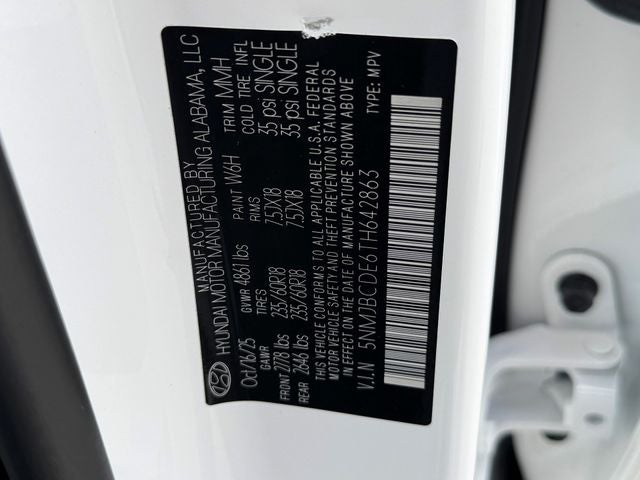 MANUFACTURED BY
HYUNDAI MOTOR MANUFACTURING ALABAMA, LLC
Oct/16/25 GVWR 4861 lbs PAINT W6H TRIM MMH
GAWR TIRES RIMS COLD TIRE INFL
FRONT 2778 lbs 235/60R18 7.5JX18 35 psi SINGLE
REAR 2646 lbs 235/60R18 7.5JX18 35 psi SINGLE
THIS VEHICLE CONFORMS TO ALL APPLICABLE U.S.A. FEDERAL
MOTOR VEHICLE SAFETY AND THEFT PREVENTION STANDARDS
IN EFFECT ON THE DATE OF MANUFACTURE SHOWN ABOVE
V.I.N 5NMJBCDE6TH642863 TYPE: MPV